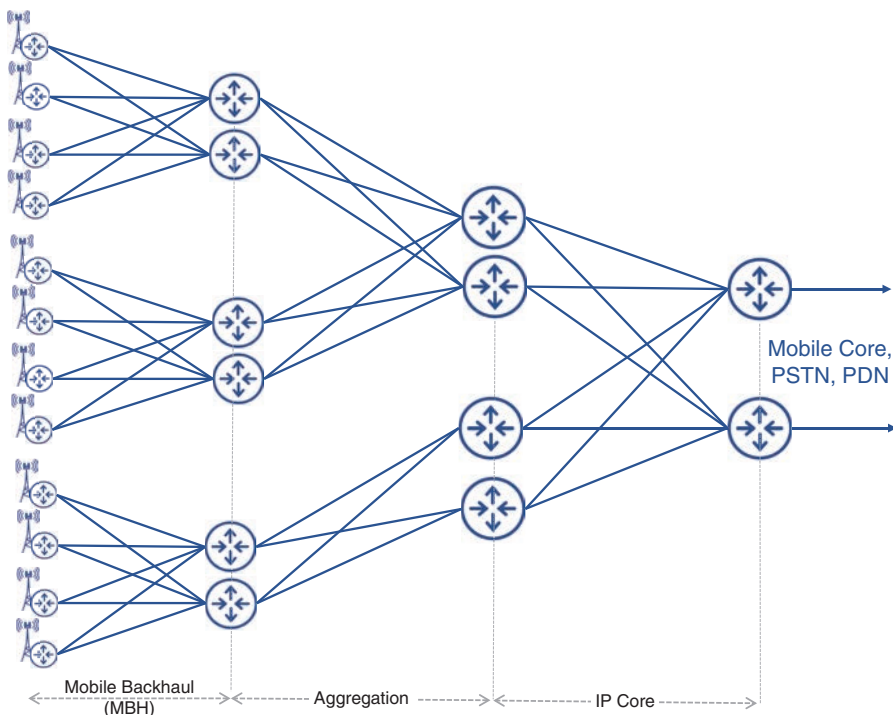 Mobile Core,
PSTN, PDN
Mobile Backhaul
(MBH)
Aggregation
IP Core